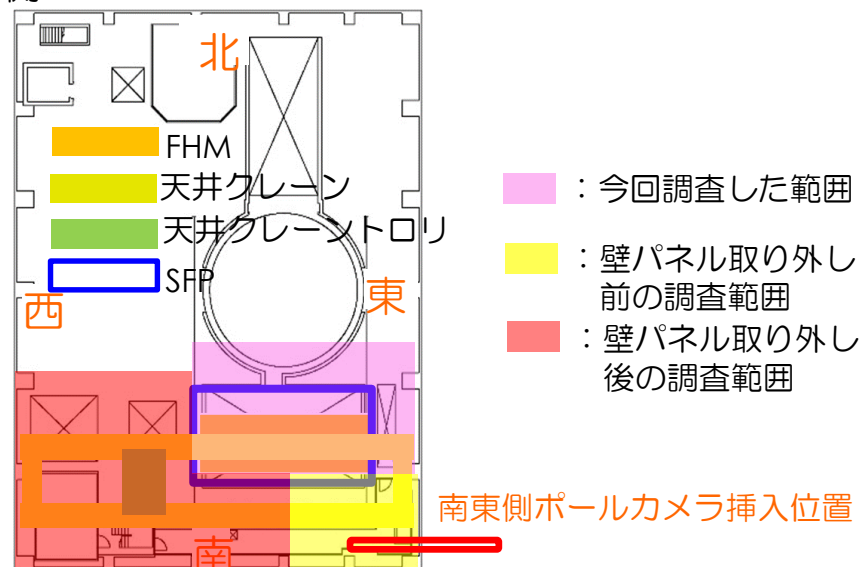 北
FHM
天井クレーン
天井クレーントロリ
SFP
西
東
南
：今回調査した範囲
：壁パネル取り外し
前の調査範囲
：壁パネル取り外し
後の調査範囲
南東側ポールカメラ挿入位置